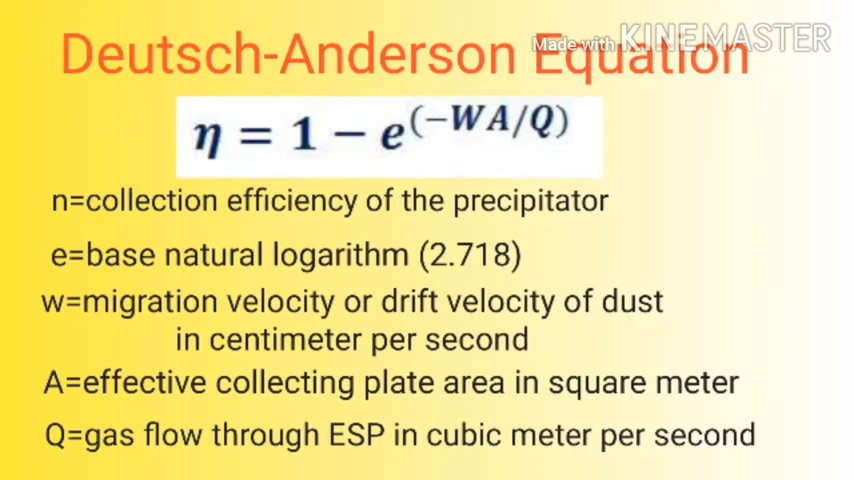 Deutsch-Anderson Equation
Made with KINEMASTER
η = 1 − e^(−WA/Q)
n=collection efficiency of the precipitator
e=base natural logarithm (2.718)
w=migration velocity or drift velocity of dust
in centimeter per second
A=effective collecting plate area in square meter
Q=gas flow through ESP in cubic meter per second